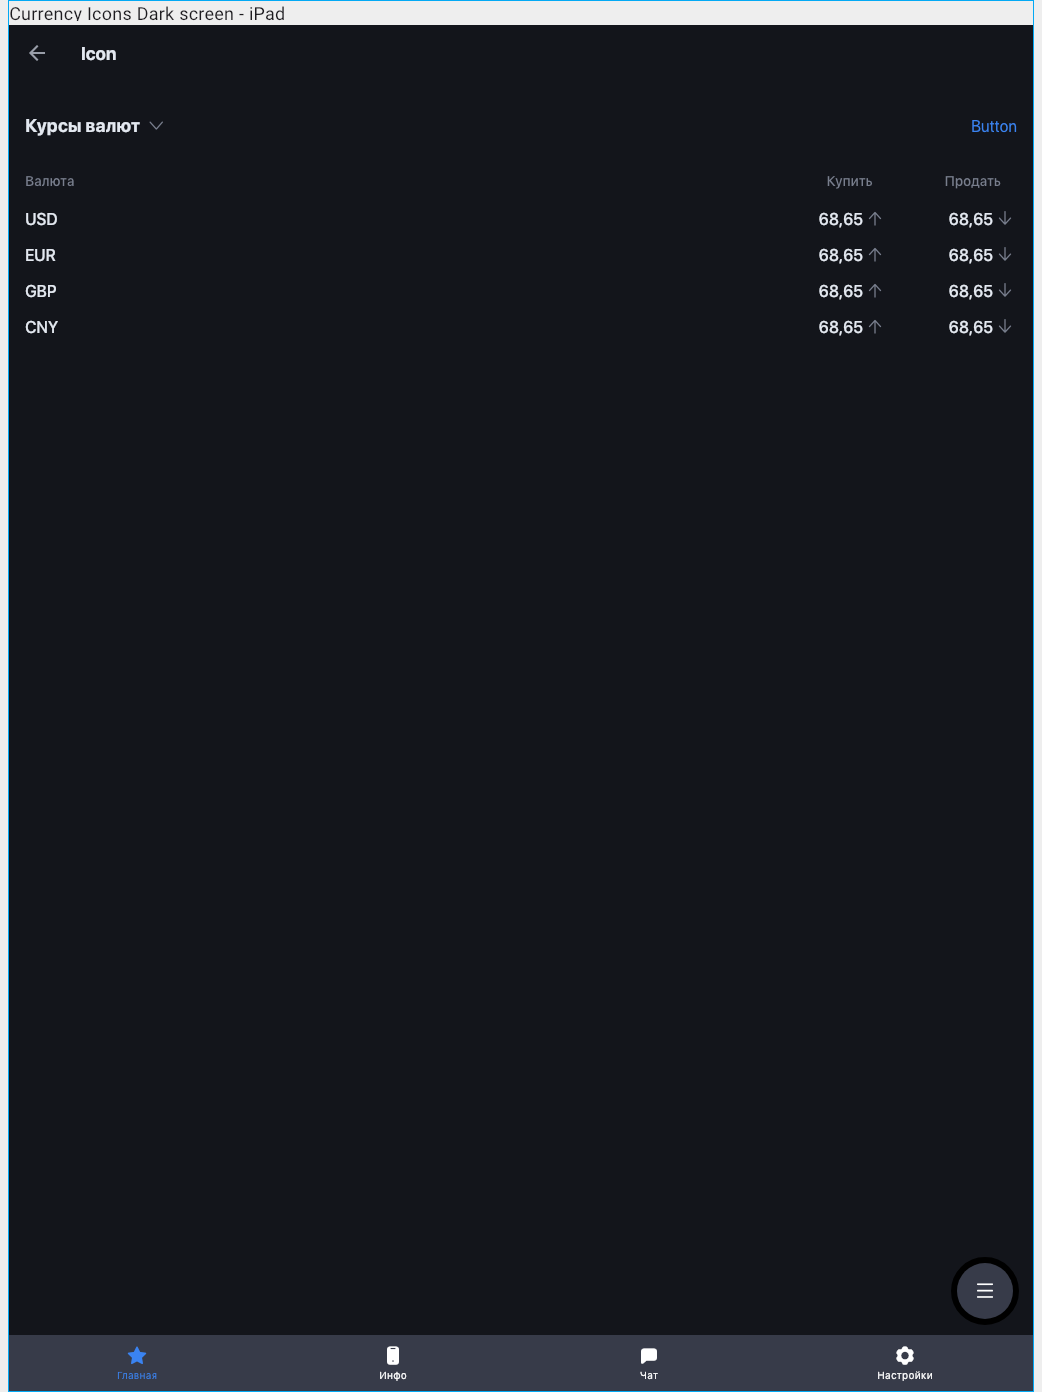 Currency Icons Dark screen - iPad
Icon
Курсы валют Button
Валюта Купить Продать
USD 68,65 68,65
EUR 68,65 68,65
GBP 68,65 68,65
CNY 68,65 68,65
Главная Инфо Чат Настройки